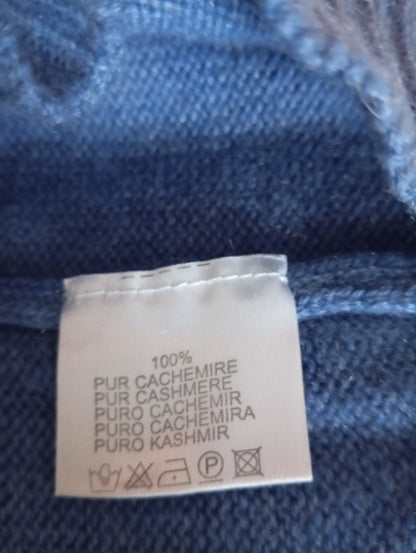 100%
PUR CACHEMIRE
PUR CASHMERE
PURO CACHEMIR
PURO CACHEMIRA
PURO KASHMIR
P